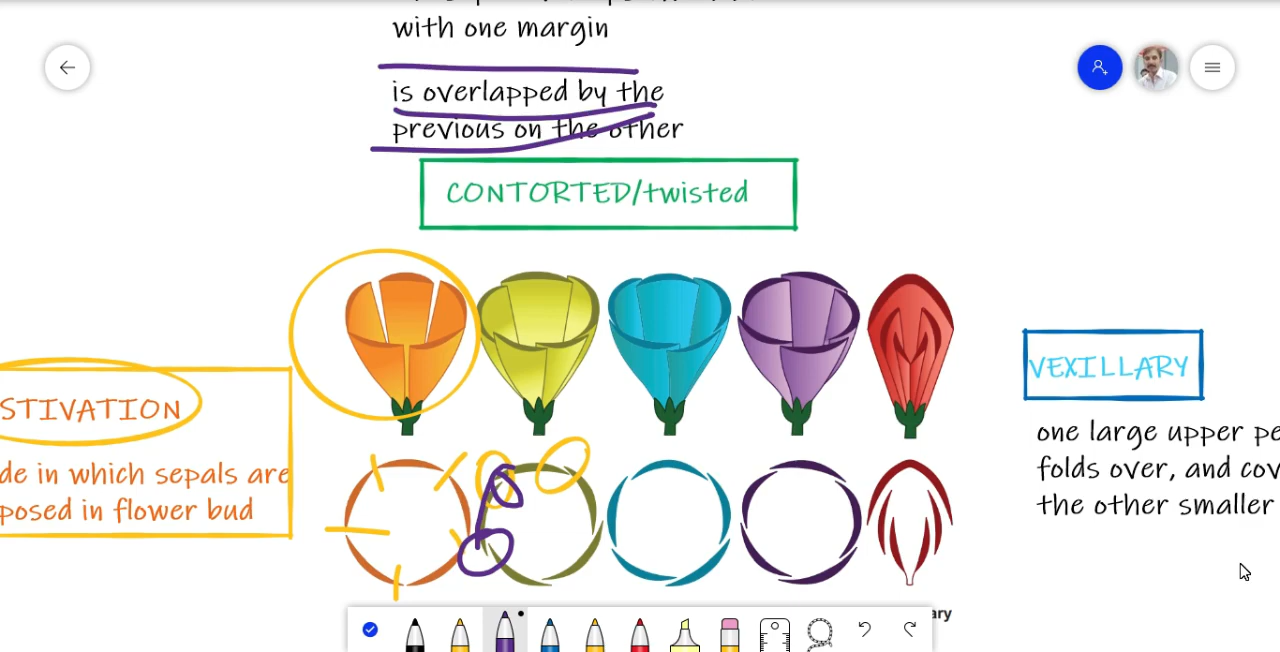 with one margin
is overlapped by the
previous on the other
CONTORTED/twisted
STIVATION
de in which sepals are
posed in flower bud
VEXILLARY
one large upper pe
folds over, and cov
the other smaller
ary